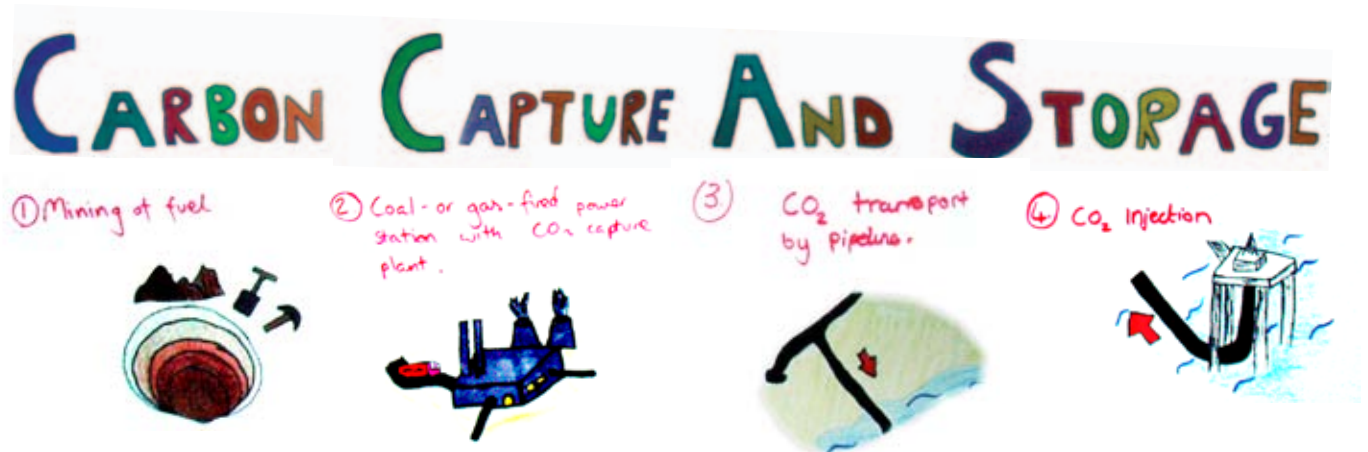 CARBON CAPTURE AND STORAGE
① Mining of fuel
② Coal-or gas-fired power
station with CO₂ capture
plant.
③ CO₂ transport
by pipeline.
④ CO₂ Injection